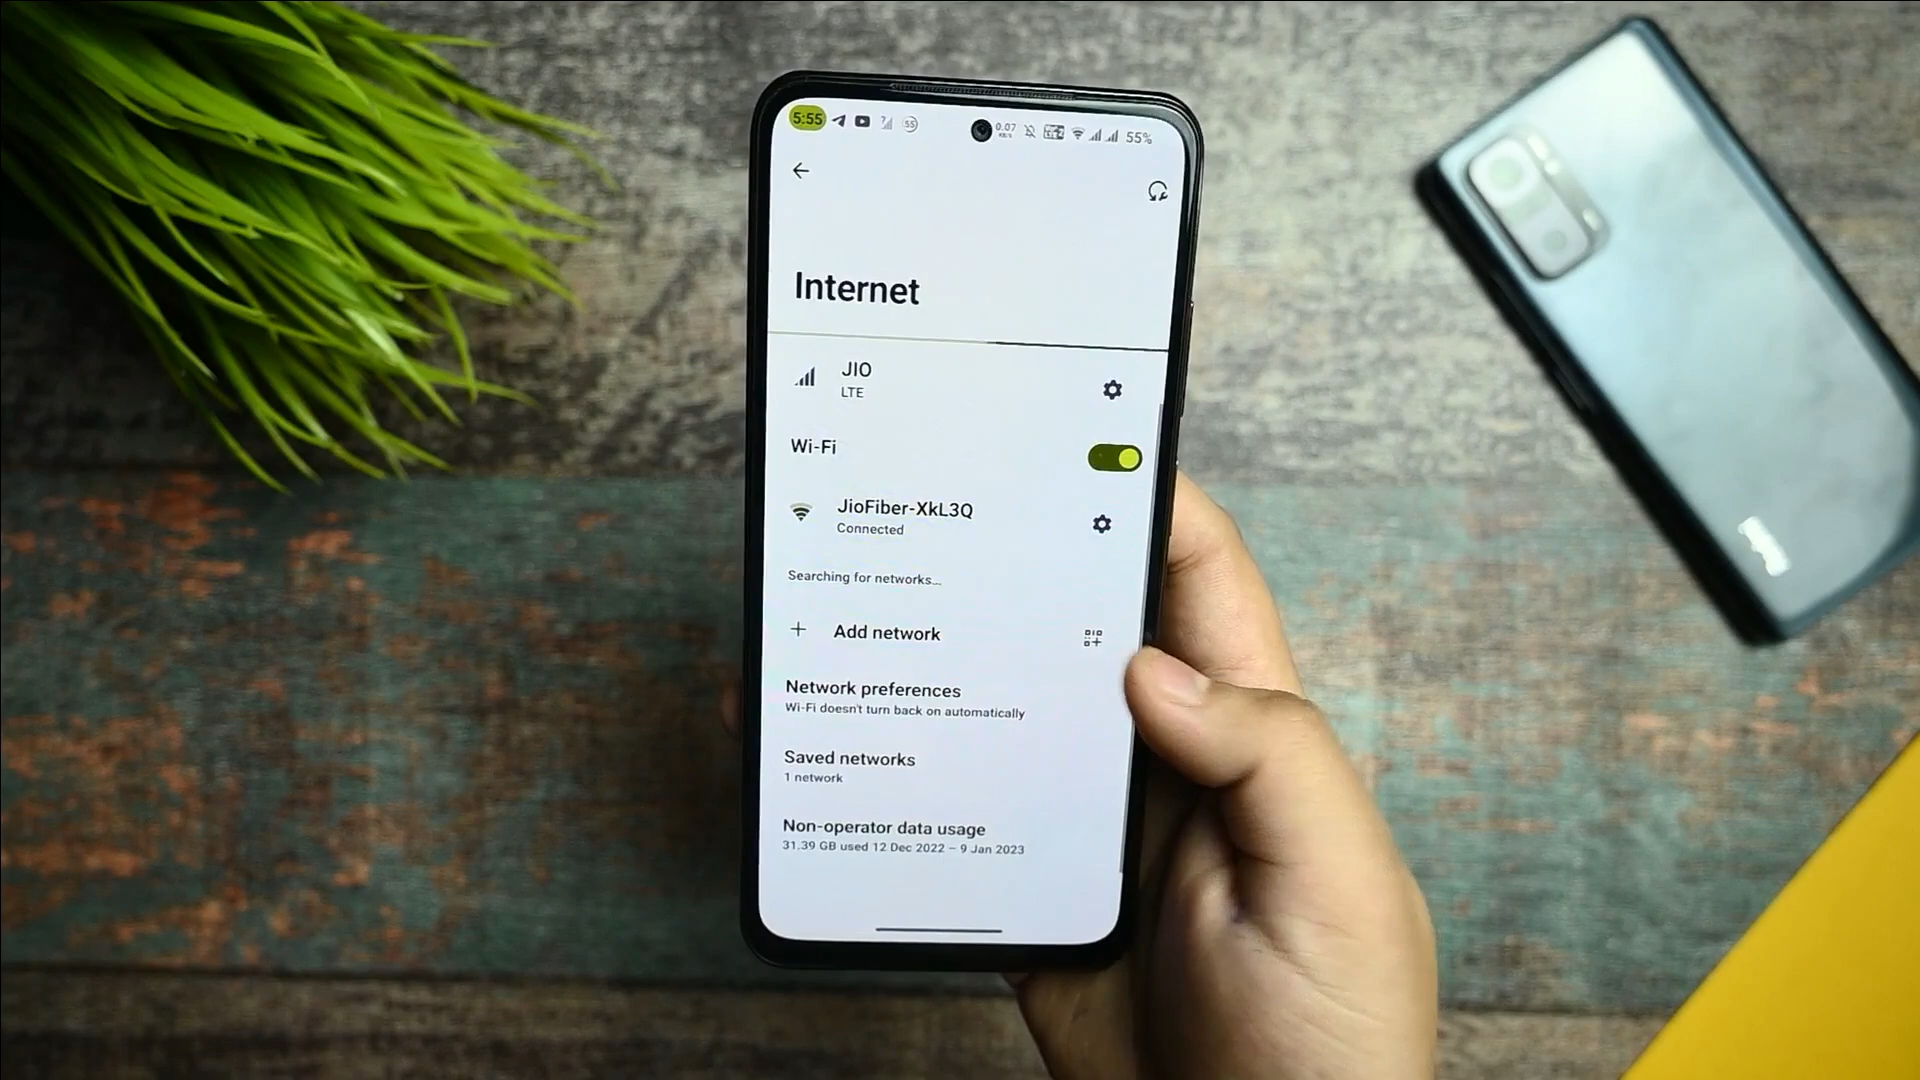 5:55
55
0.07
KB/S
55%
Internet
JIO
LTE
Wi-Fi
JioFiber-XkL3Q
Connected
Searching for networks…
Add network
Network preferences
Wi-Fi doesn't turn back on automatically
Saved networks
1 network
Non-operator data usage
31.39 GB used 12 Dec 2022 – 9 Jan 2023